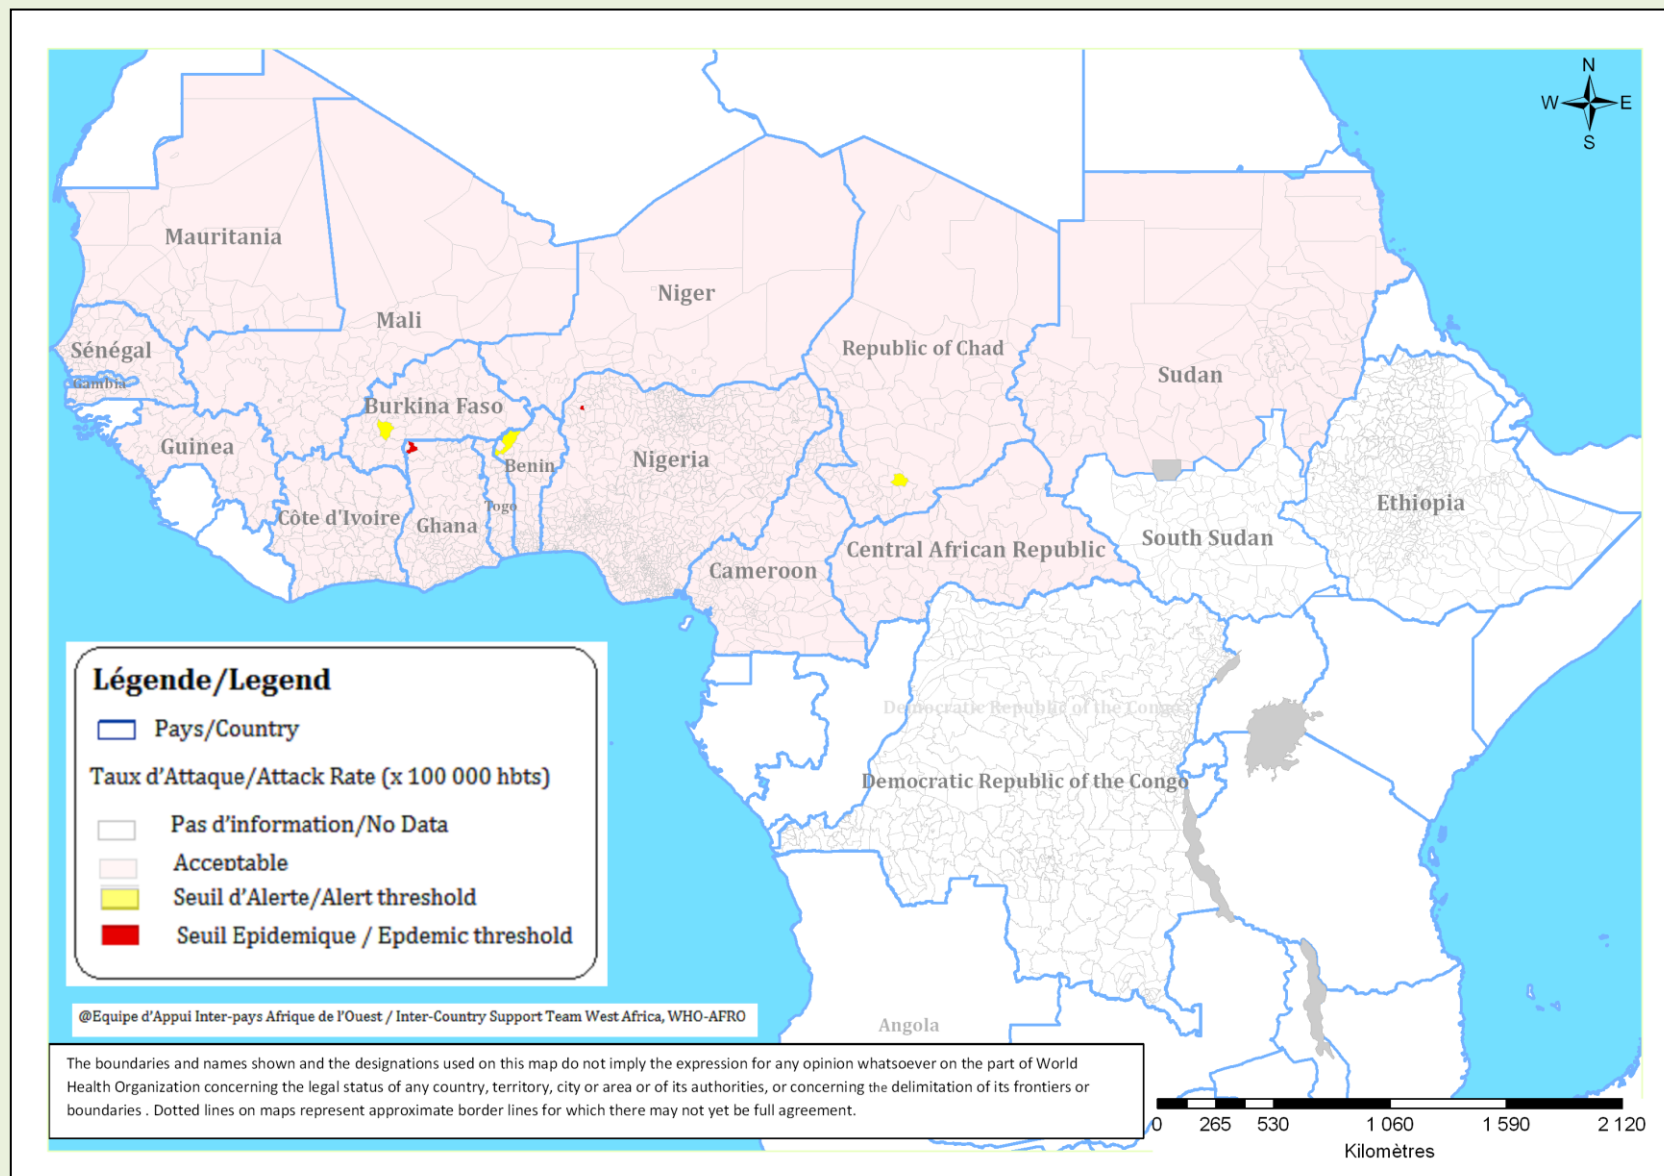 N
W E
S
Mauritania
Mali
Niger
Republic of Chad
Sudan
Sénégal
Gambia
Burkina Faso
Guinea
Benin
Nigeria
Togo
Côte d'Ivoire
Ghana
Cameroon
Central African Republic
South Sudan
Ethiopia
Democratic Republic of the Congo
Democratic Republic of the Congo
Angola
Légende/Legend
Pays/Country
Taux d'Attaque/Attack Rate (x 100 000 hbts)
Pas d'information/No Data
Acceptable
Seuil d'Alerte/Alert threshold
Seuil Epidemique / Epdemic threshold
@Equipe d'Appui Inter-pays Afrique de l'Ouest / Inter-Country Support Team West Africa, WHO-AFRO
The boundaries and names shown and the designations used on this map do not imply the expression for any opinion whatsoever on the part of World
Health Organization concerning the legal status of any country, territory, city or area or of its authorities, or concerning the delimitation of its frontiers or
boundaries . Dotted lines on maps represent approximate border lines for which there may not yet be full agreement.
0 265 530 1 060 1 590 2 120
Kilomètres